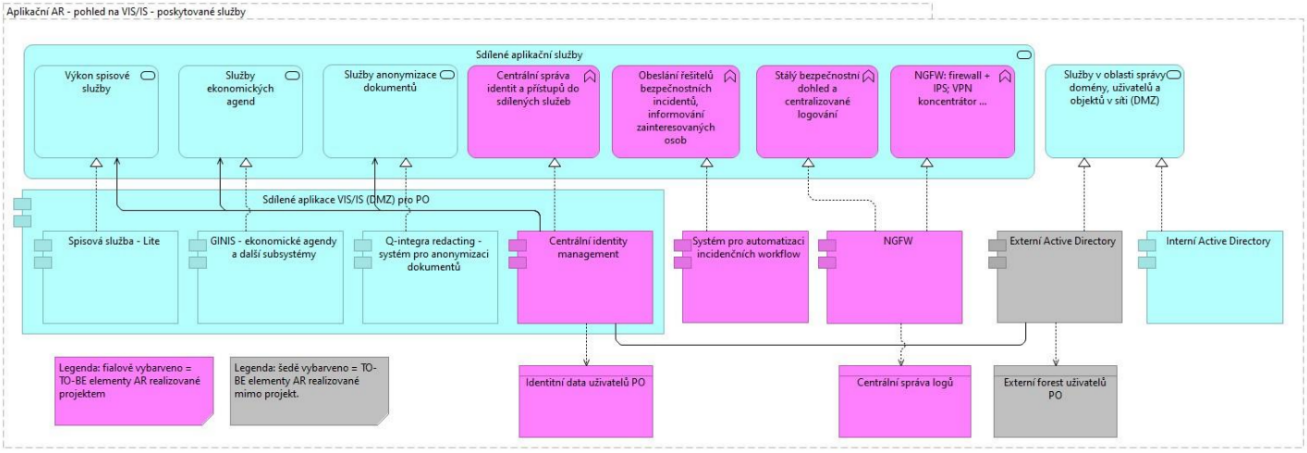 Aplikační AR - pohled na VIS/IS - poskytované služby
Sdílené aplikační služby
Výkon spisové
služby
Služby
ekonomických
agend
Služby anonymizace
dokumentů
Centrální správa
identit a přístupů do
sdílených služeb
Obeslání řešitelů
bezpečnostních
incidentů,
informování
zainteresovaných
osob
Stálý bezpečnostní
dohled a
centralizované
logování
NGFW: firewall +
IPS; VPN
koncentrátor ...
Služby v oblasti správy
domény, uživatelů a
objektů v síti (DMZ)
Sdílené aplikace VIS/IS (DMZ) pro PO
Spisová služba - Lite
GINIS - ekonomické agendy
a další subsystémy
Q-integra redacting -
systém pro anonymizaci
dokumentů
Centrální identity
management
Systém pro automatizaci
incidenčních workflow
NGFW
Externí Active Directory
Interní Active Directory
Legenda: fialově vybarveno =
TO-BE elementy AR realizované
projektem
Legenda: šedě vybarveno = TO-
BE elementy AR realizované
mimo projekt.
Identitní data uživatelů PO
Centrální správa logů
Externí forest uživatelů
PO